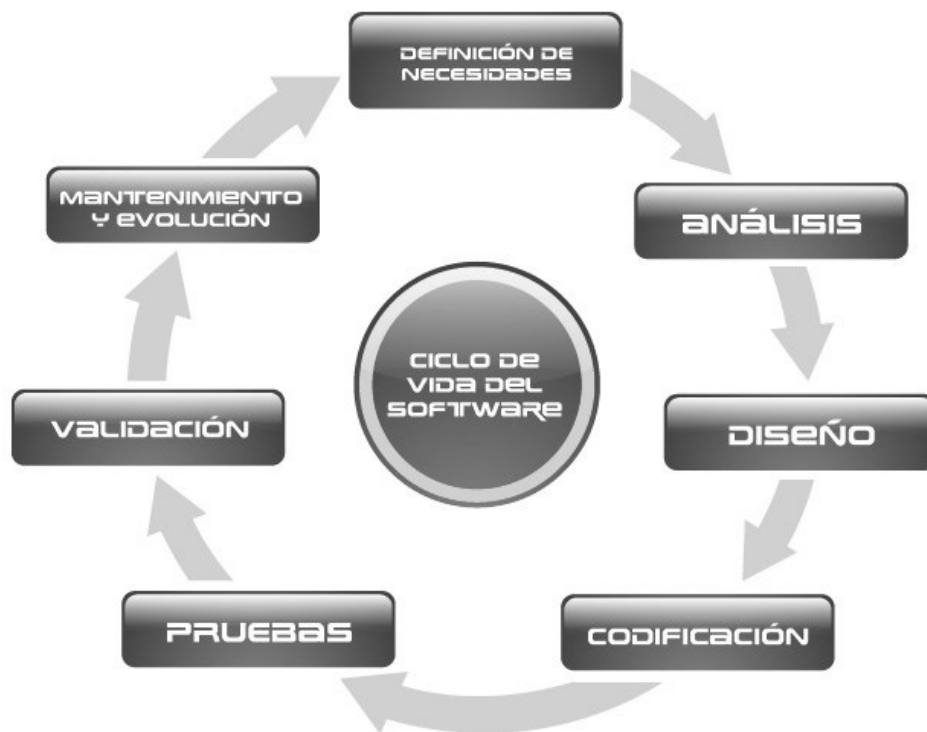 DEFINICIÓN DE
NECESIDADES
ANÁLISIS
DISEÑO
CODIFICACIÓN
PRUEBAS
VALIDACIÓN
MANTENIMIENTO
Y EVOLUCIÓN
CICLO DE
VIDA DEL
SOFTWARE